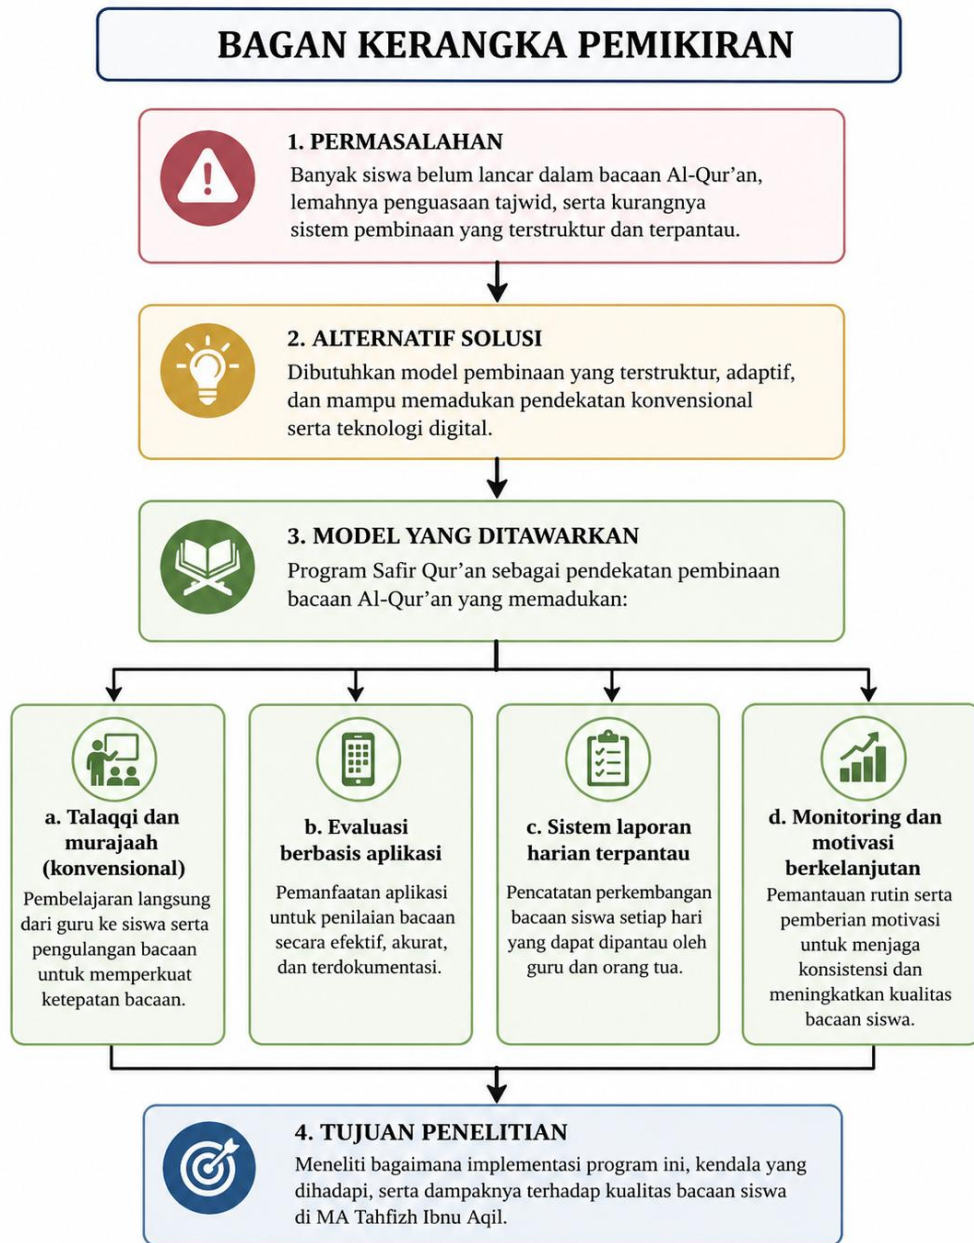 BAGAN KERANGKA PEMIKIRAN
1. PERMASALAHAN
Banyak siswa belum lancar dalam bacaan Al-Qur’an,
lemahnya penguasaan tajwid, serta kurangnya
sistem pembinaan yang terstruktur dan terpantau.
2. ALTERNATIF SOLUSI
Dibutuhkan model pembinaan yang terstruktur, adaptif,
dan mampu memadukan pendekatan konvensional
serta teknologi digital.
3. MODEL YANG DITAWARKAN
Program Safir Qur’an sebagai pendekatan pembinaan
bacaan Al-Qur’an yang memadukan:
a. Talaqqi dan
murajaah
(konvensional)
Pembelajaran langsung
dari guru ke siswa serta
pengulangan bacaan
untuk memperkuat
ketepatan bacaan.
b. Evaluasi
berbasis aplikasi
Pemanfaatan aplikasi
untuk penilaian bacaan
secara efektif, akurat,
dan terdokumentasi.
c. Sistem laporan
harian terpantau
Pencatatan perkembangan
bacaan siswa setiap hari
yang dapat dipantau oleh
guru dan orang tua.
d. Monitoring dan
motivasi
berkelanjutan
Pemantauan rutin serta
pemberian motivasi
untuk menjaga
konsistensi dan
meningkatkan kualitas
bacaan siswa.
4. TUJUAN PENELITIAN
Meneliti bagaimana implementasi program ini, kendala yang
dihadapi, serta dampaknya terhadap kualitas bacaan siswa
di MA Tahfizh Ibnu Aqil.